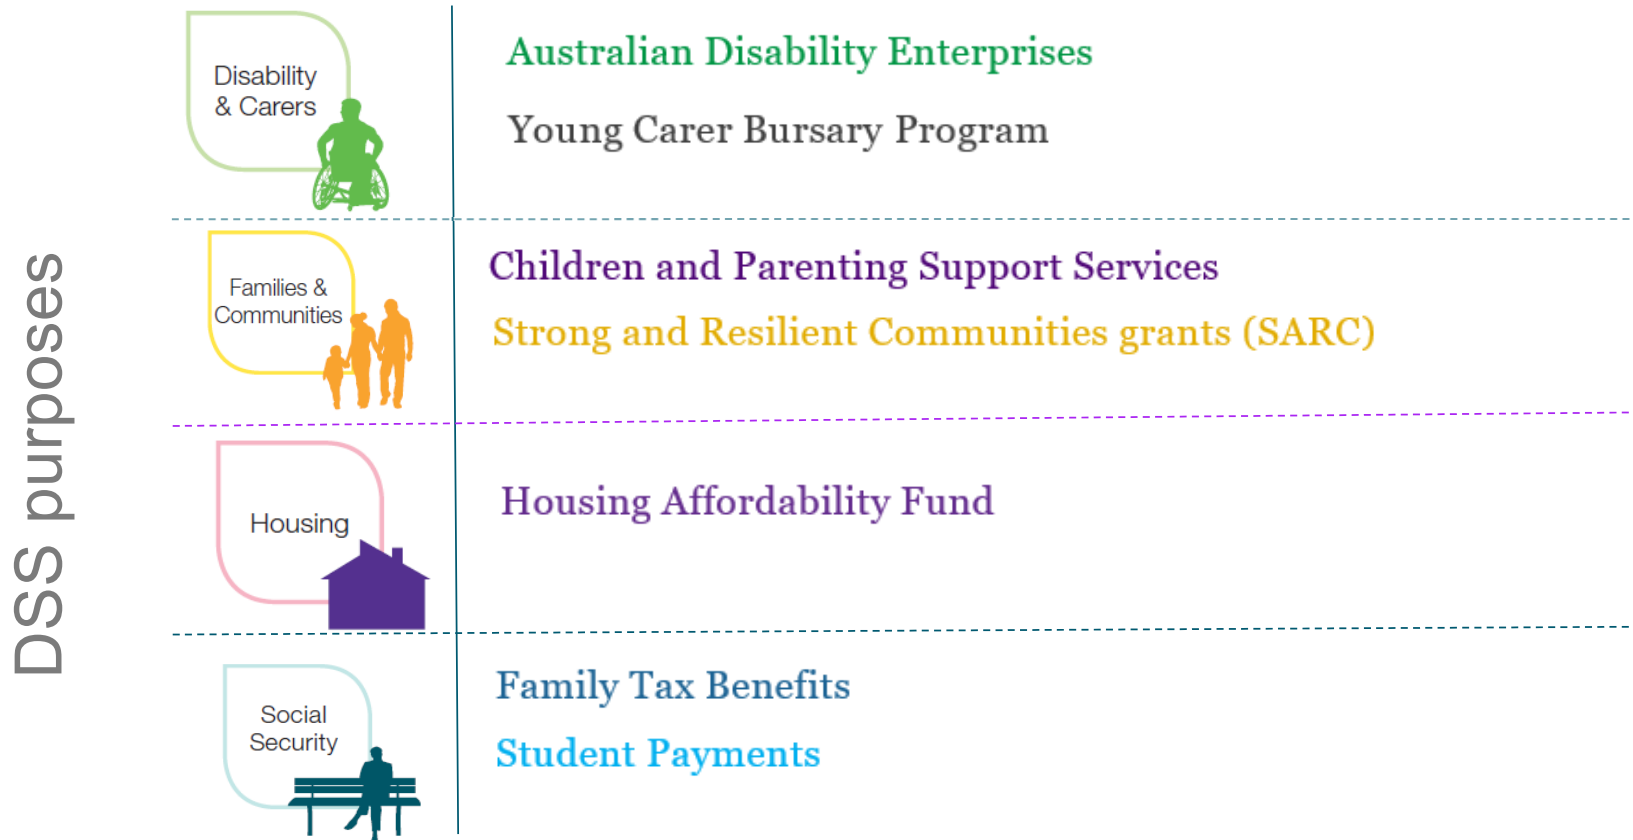 DSS purposes
Disability
& Carers
Australian Disability Enterprises
Young Carer Bursary Program
Families &
Communities
Children and Parenting Support Services
Strong and Resilient Communities grants (SARC)
Housing
Housing Affordability Fund
Social
Security
Family Tax Benefits
Student Payments